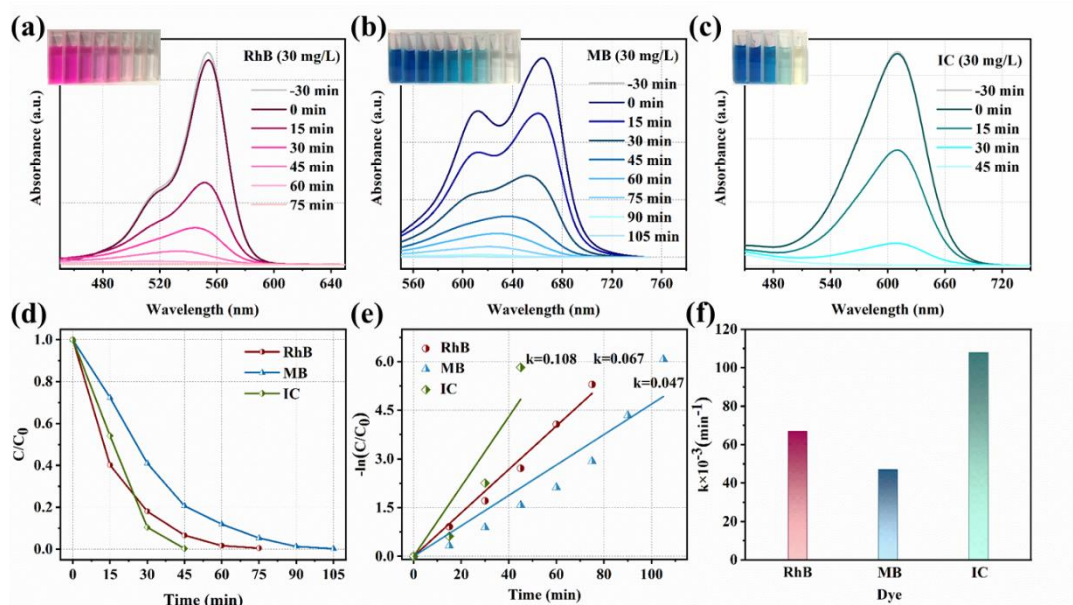 (a)
RhB (30 mg/L)
-30 min
0 min
15 min
30 min
45 min
60 min
75 min
Absorbance (a.u.)
480 520 560 600 640
Wavelength (nm)
(b)
MB (30 mg/L)
-30 min
0 min
15 min
30 min
45 min
60 min
75 min
90 min
105 min
Absorbance (a.u.)
560 600 640 680 720 760
Wavelength (nm)
(c)
IC (30 mg/L)
-30 min
0 min
15 min
30 min
45 min
Absorbance (a.u.)
480 540 600 660 720
Wavelength (nm)
(d)
RhB
MB
IC
C/C0
1.0
0.8
0.6
0.4
0.2
0.0
0 15 30 45 60 75 90 105
Time (min)
(e)
RhB
MB
IC
k=0.108
k=0.067
k=0.047
-ln(C/C0)
6.0
4.5
3.0
1.5
0.0
0 20 40 60 80 100
Time (min)
(f)
k×10-3(min-1)
120
100
80
60
40
20
0
RhB MB IC
Dye